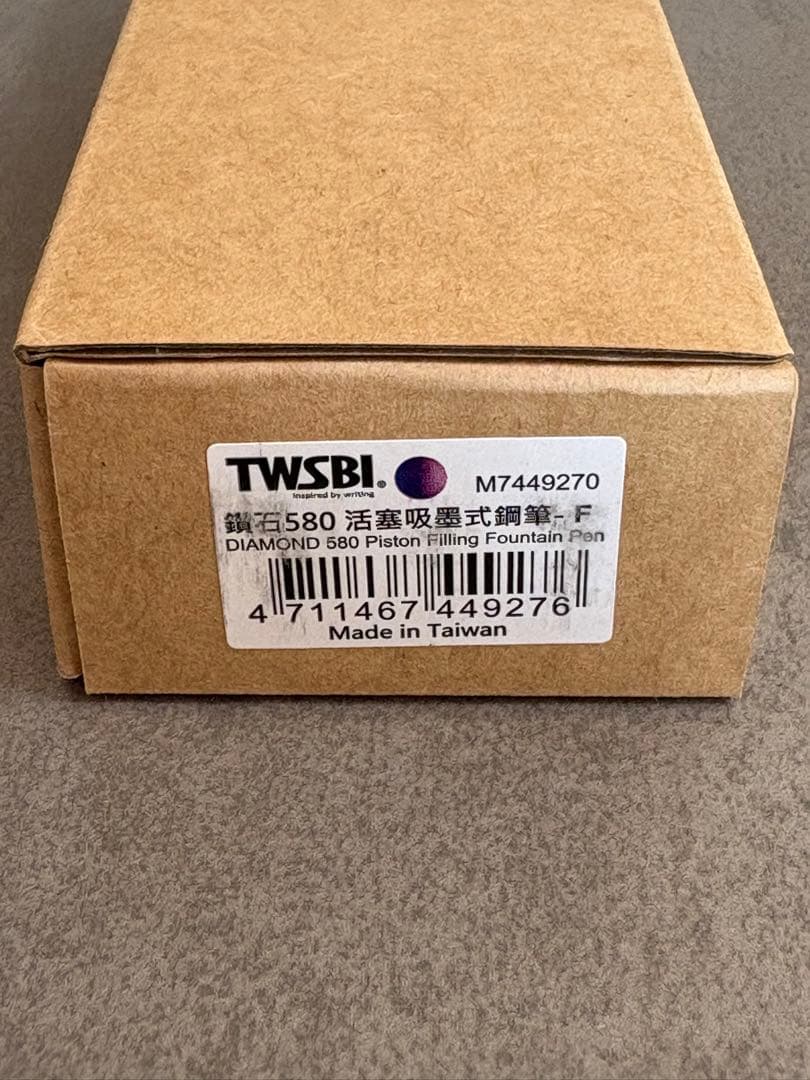 TWSBI®
Inspired by writing
M7449270
鑽石580 活塞吸墨式鋼筆- F
DIAMOND 580 Piston Filling Fountain Pen
4 711467 449276
Made in Taiwan